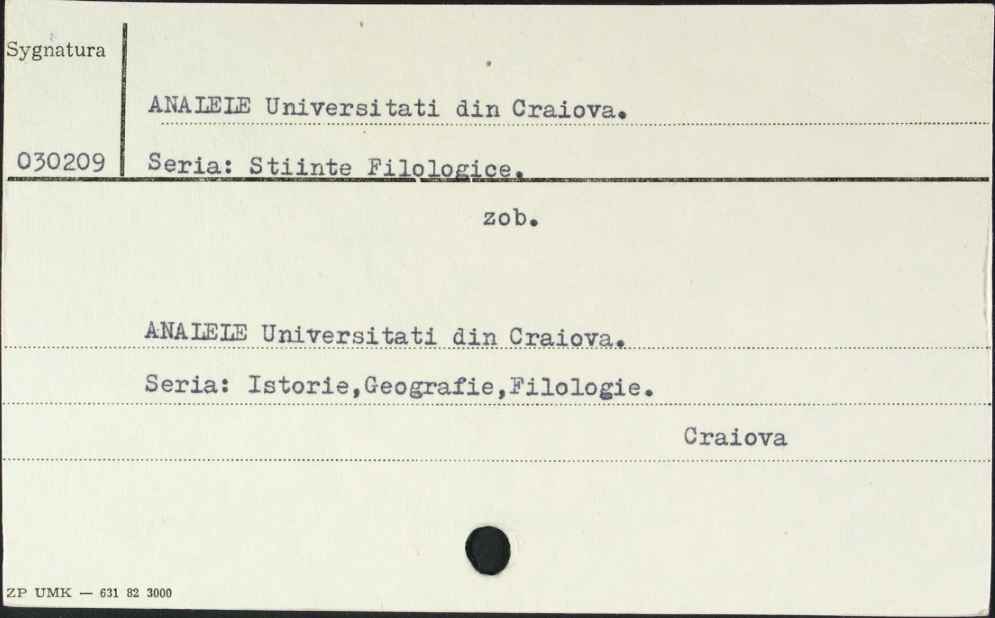 Sygnatura
ANALELE Universitati din Craiova.
030209 Seria: Stiinte Filologice.
zob.
ANALELE Universitati din Craiova.
Seria: Istorie,Geografie,Filologie.
Craiova
ZP UMK — 631 82 3000